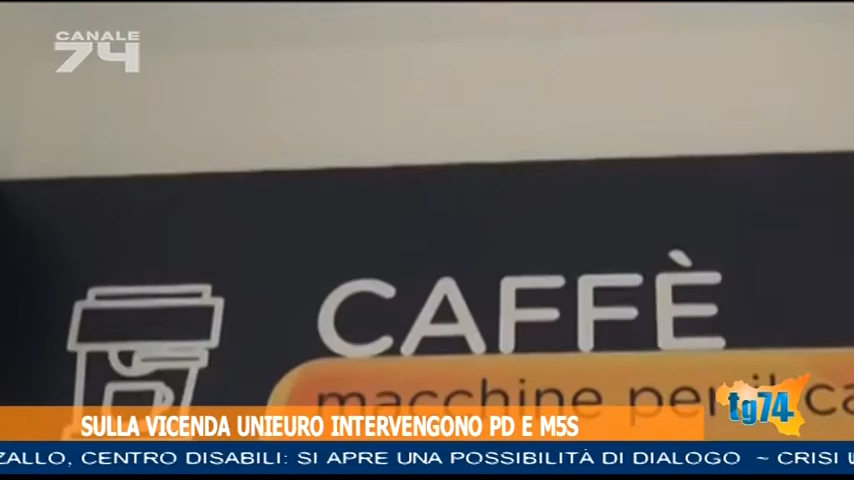 CANALE
74
CAFFÈ
macchine per il ca
SULLA VICENDA UNIEURO INTERVENGONO PD E M5S
tg74
ZALLO, CENTRO DISABILI: SI APRE UNA POSSIBILITÀ DI DIALOGO ~ CRISI U